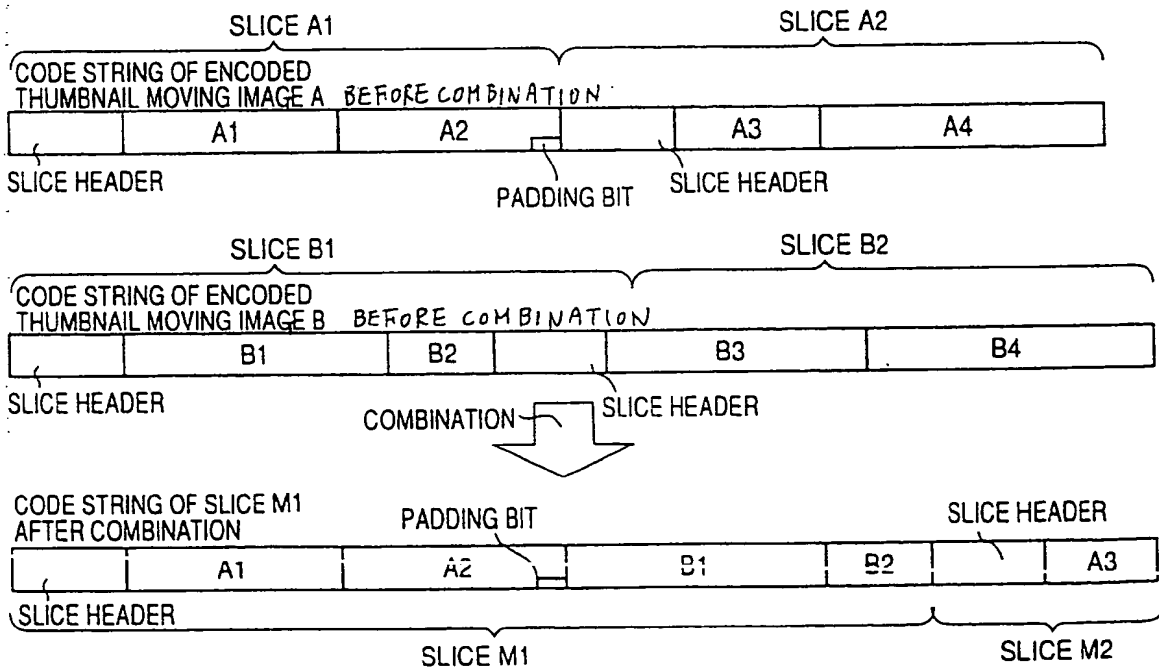 SLICE A1
SLICE A2
CODE STRING OF ENCODED
THUMBNAIL MOVING IMAGE A BEFORE COMBINATION
A1
A2
A3
A4
SLICE HEADER
PADDING BIT
SLICE HEADER
SLICE B1
SLICE B2
CODE STRING OF ENCODED
THUMBNAIL MOVING IMAGE B BEFORE COMBINATION
B1
B2
B3
B4
SLICE HEADER
SLICE HEADER
COMBINATION
CODE STRING OF SLICE M1
AFTER COMBINATION
PADDING BIT
SLICE HEADER
A1
A2
B1
B2
A3
SLICE HEADER
SLICE M1
SLICE M2